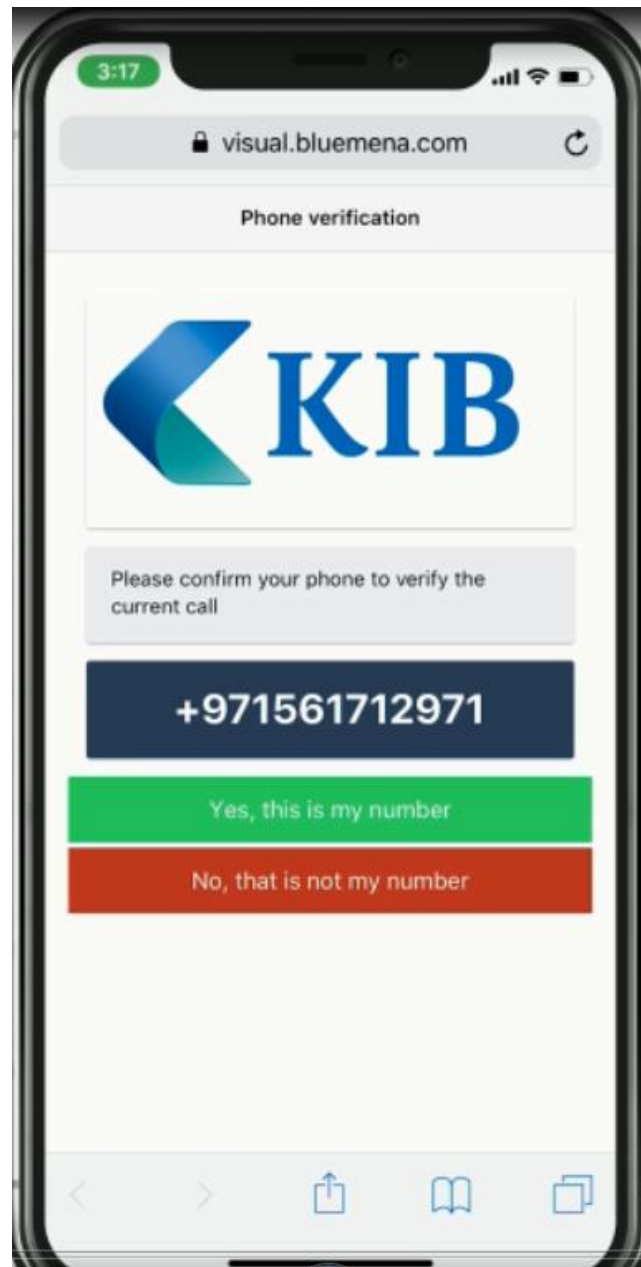 3:17
visual.bluemena.com
Phone verification
KIB
Please confirm your phone to verify the
current call
+971561712971
Yes, this is my number
No, that is not my number